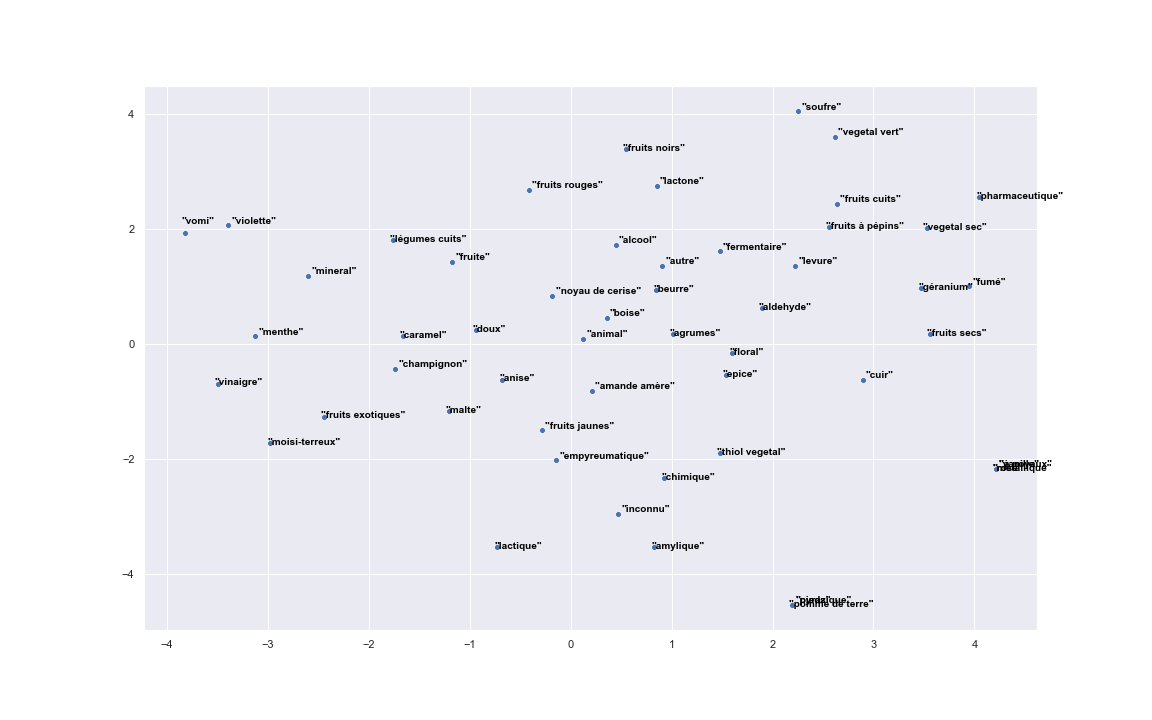 4
"soufre"
"vegetal vert"
"fruits noirs"
"lactone"
"fruits rouges"
"pharmaceutique"
"fruits cuits"
2
"vomi"
"violette"
"fruits à pépins"
"vegetal sec"
"légumes cuits"
"alcool"
"fermentaire"
"fruite"
"autre"
"levure"
"mineral"
"fumé"
"géranium"
"noyau de cerise"
"beurre"
"aldehyde"
"boise"
"menthe"
"caramel"
"doux"
"animal"
"agrumes"
"fruits secs"
0
"floral"
"champignon"
"epice"
"cuir"
"vinaigre"
"anise"
"amande amère"
"malte"
"fruits exotiques"
"fruits jaunes"
"moisi-terreux"
"empyreumatique"
"thiol vegetal"
−2
"chimique"
"inconnu"
"lactique"
"amylique"
−4
"pomme de terre"
−4 −3 −2 −1 0 1 2 3 4